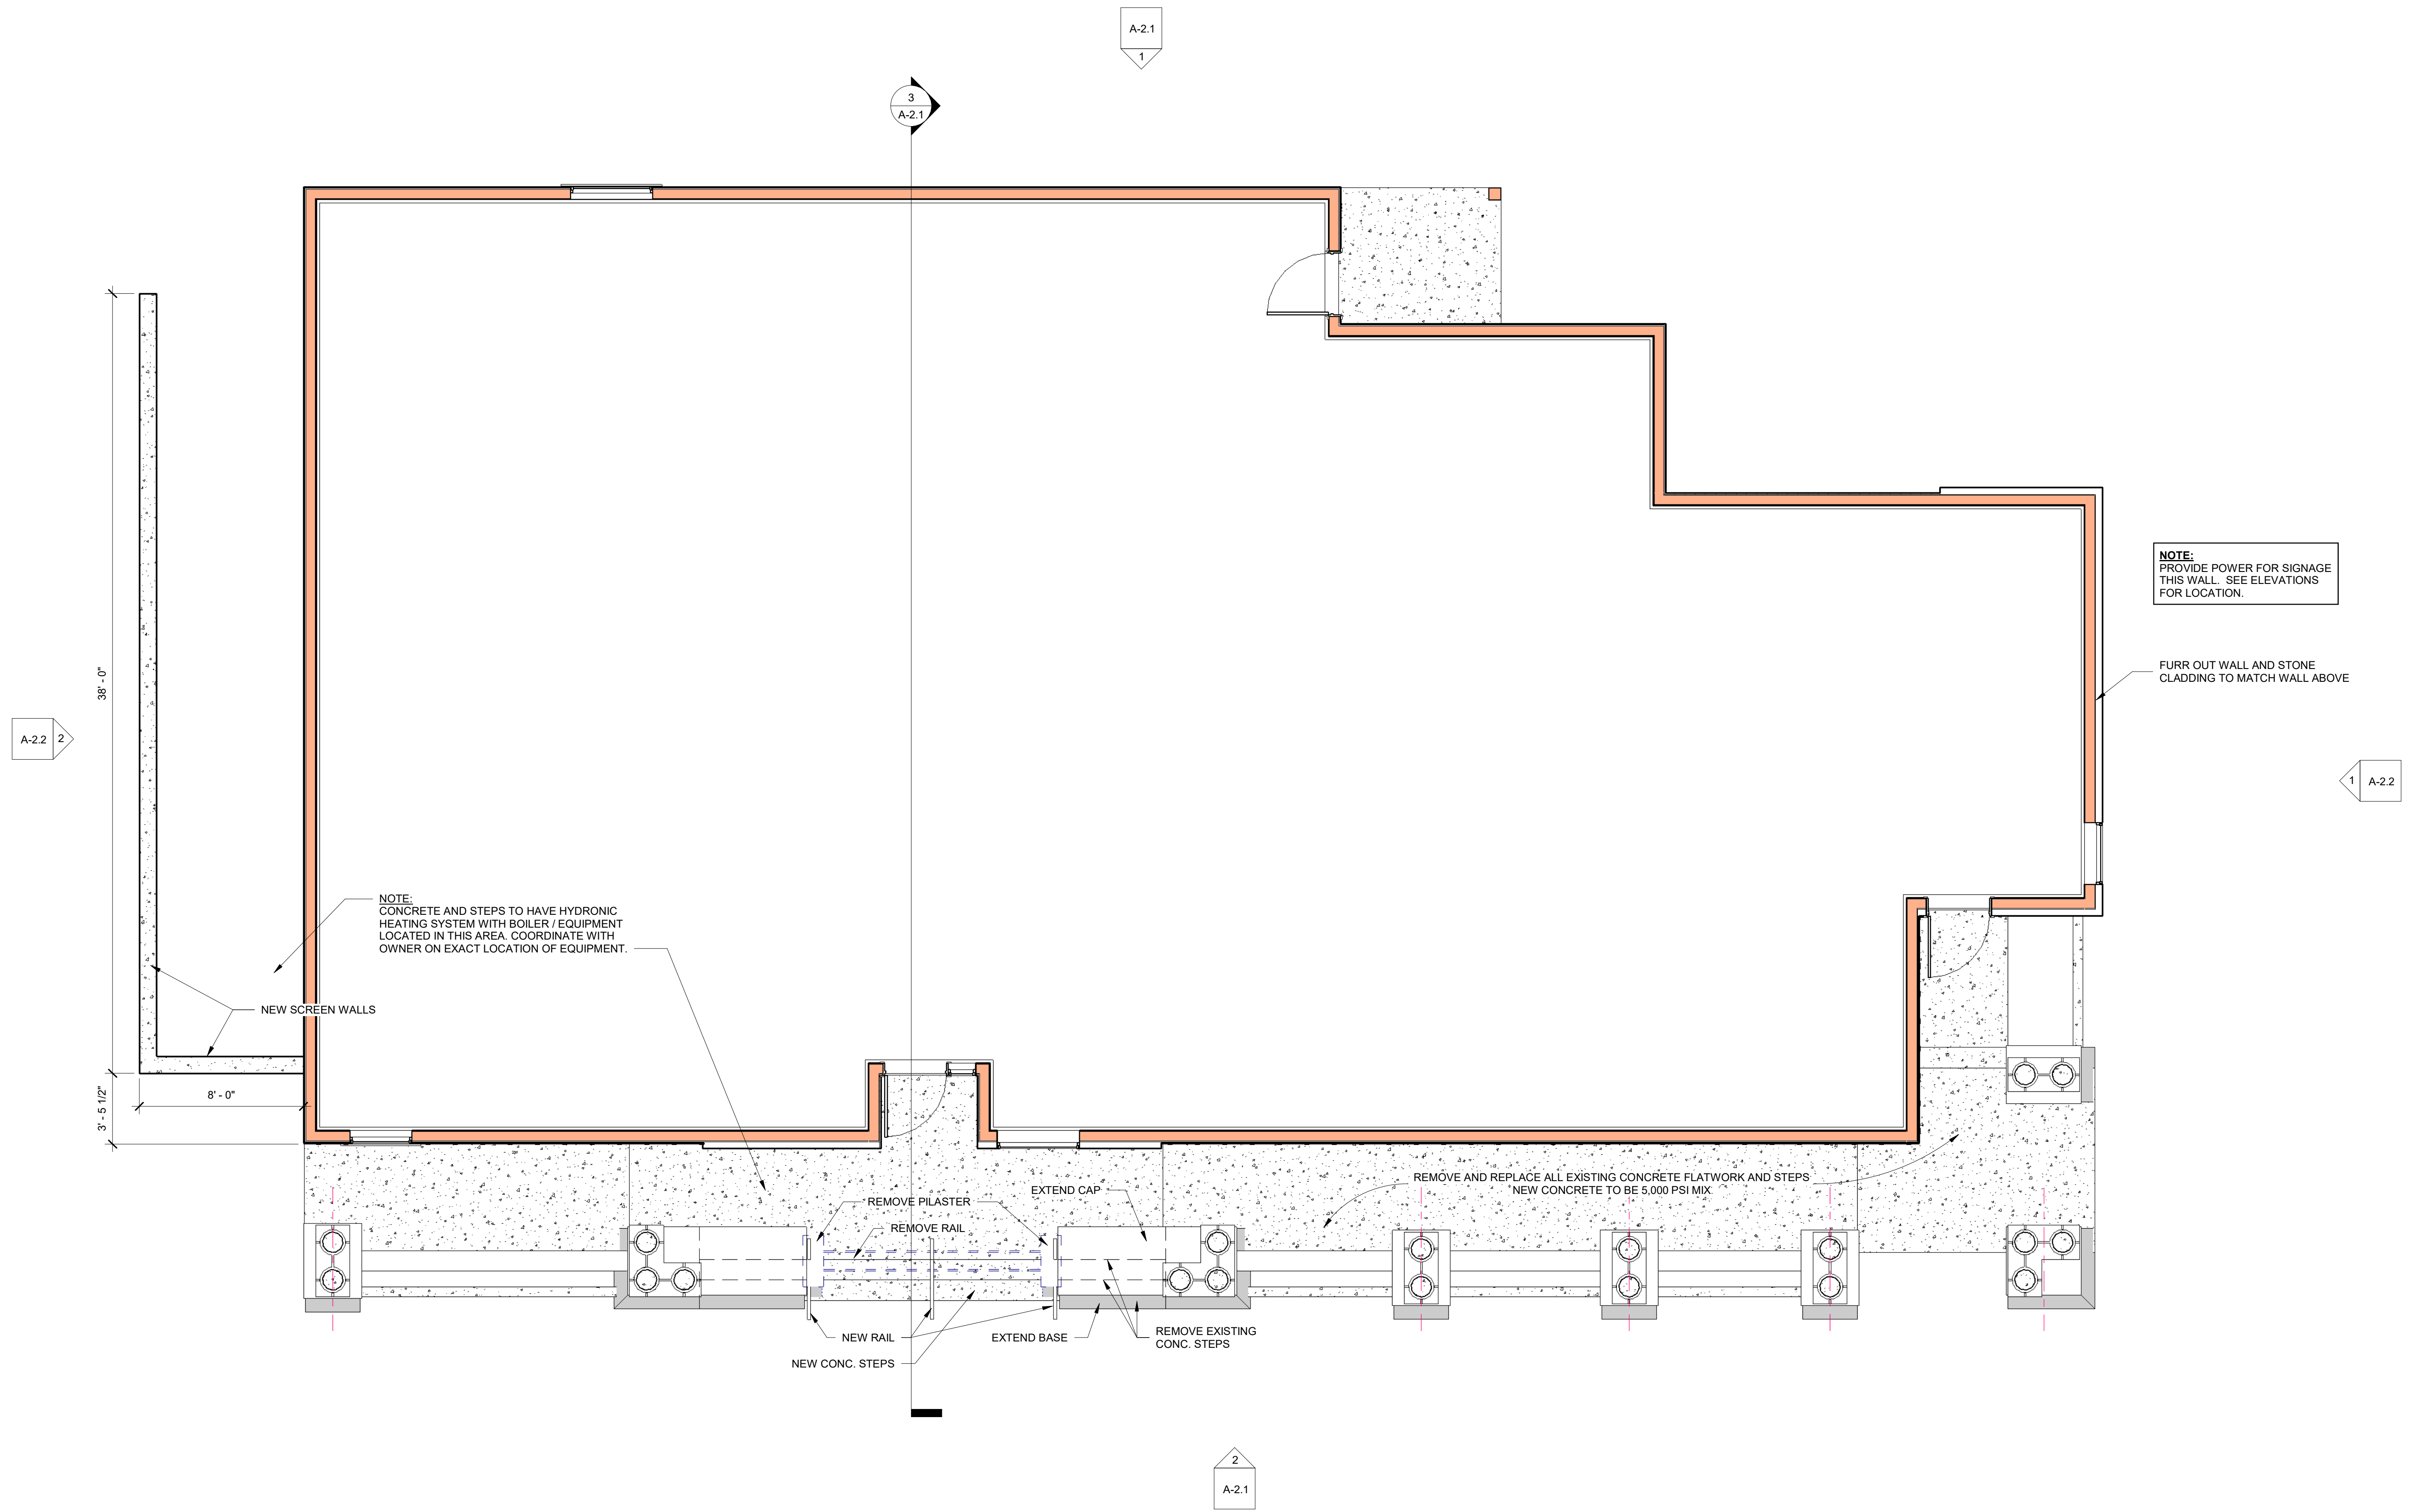 A-2.1
1
3
A-2.1
NOTE:
PROVIDE POWER FOR SIGNAGE
THIS WALL.  SEE ELEVATIONS
FOR LOCATION.
FURR OUT WALL AND STONE
CLADDING TO MATCH WALL ABOVE
38' - 0"
A-2.2
2
1
A-2.2
NOTE:
CONCRETE AND STEPS TO HAVE HYDRONIC
HEATING SYSTEM WITH BOILER / EQUIPMENT
LOCATED IN THIS AREA. COORDINATE WITH
OWNER ON EXACT LOCATION OF EQUIPMENT.
NEW SCREEN WALLS
8' - 0"
3' - 5 1/2"
REMOVE AND REPLACE ALL EXISTING CONCRETE FLATWORK AND STEPS
NEW CONCRETE TO BE 5,000 PSI MIX
EXTEND CAP
REMOVE PILASTER
REMOVE RAIL
NEW RAIL
EXTEND BASE
REMOVE EXISTING
CONC. STEPS
NEW CONC. STEPS
2
A-2.1